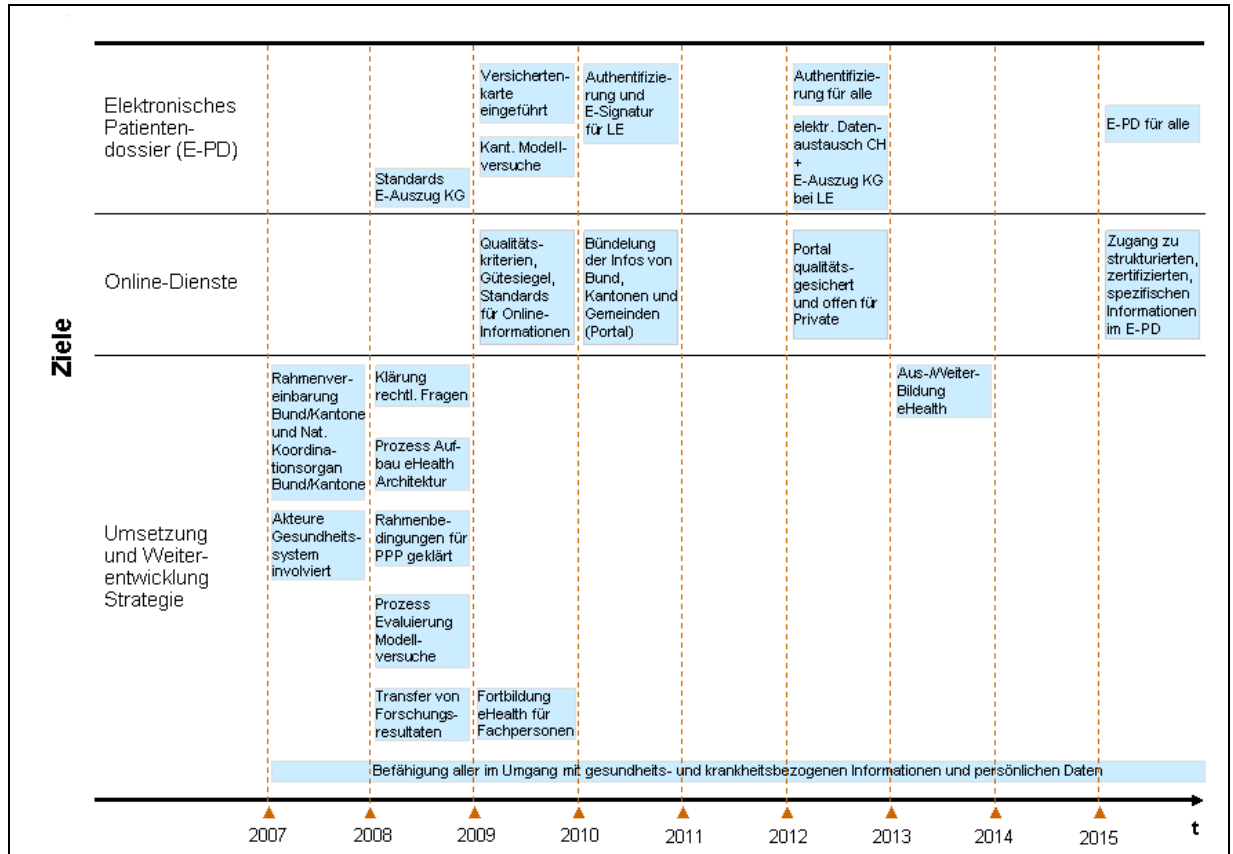 Ziele
Elektronisches
Patienten-
dossier (E-PD)
Standards
E-Auszug KG
Versicherten-
karte
eingeführt
Kant. Modell-
versuche
Authentifizie-
rung und
E-Signatur
für LE
Authentifizie-
rung für alle
elektr. Daten-
austausch CH
+
E-Auszug KG
bei LE
E-PD für alle
Online-Dienste
Qualitäts-
kriterien,
Gütesiegel,
Standards
für Online-
Informationen
Bündelung
der Infos von
Bund,
Kantonen und
Gemeinden
(Portal)
Portal
qualitäts-
gesichert
und offen für
Private
Zugang zu
strukturierten,
zertifizierten,
spezifischen
Informationen
im E-PD
Umsetzung
und Weiter-
entwicklung
Strategie
Rahmenver-
einbarung
Bund/Kantone
und Nat.
Koordina-
tionsorgan
Bund/Kantone
Akteure
Gesundheits-
system
involviert
Klärung
rechtl. Fragen
Prozess Auf-
bau eHealth
Architektur
Rahmenbe-
dingungen für
PPP geklärt
Prozess
Evaluierung
Modell-
versuche
Transfer von
Forschungs-
resultaten
Fortbildung
eHealth für
Fachpersonen
Aus-/Weiter-
Bildung
eHealth
Befähigung aller im Umgang mit gesundheits- und krankheitsbezogenen Informationen und persönlichen Daten
2007 2008 2009 2010 2011 2012 2013 2014 2015 t